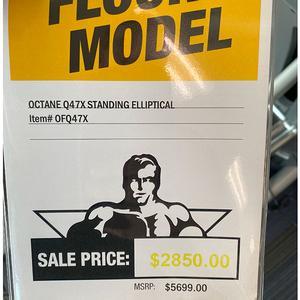 FLOOR
MODEL
OCTANE Q47X STANDING ELLIPTICAL
Item# OFQ47X
SALE PRICE: $2850.00
MSRP: $5699.00